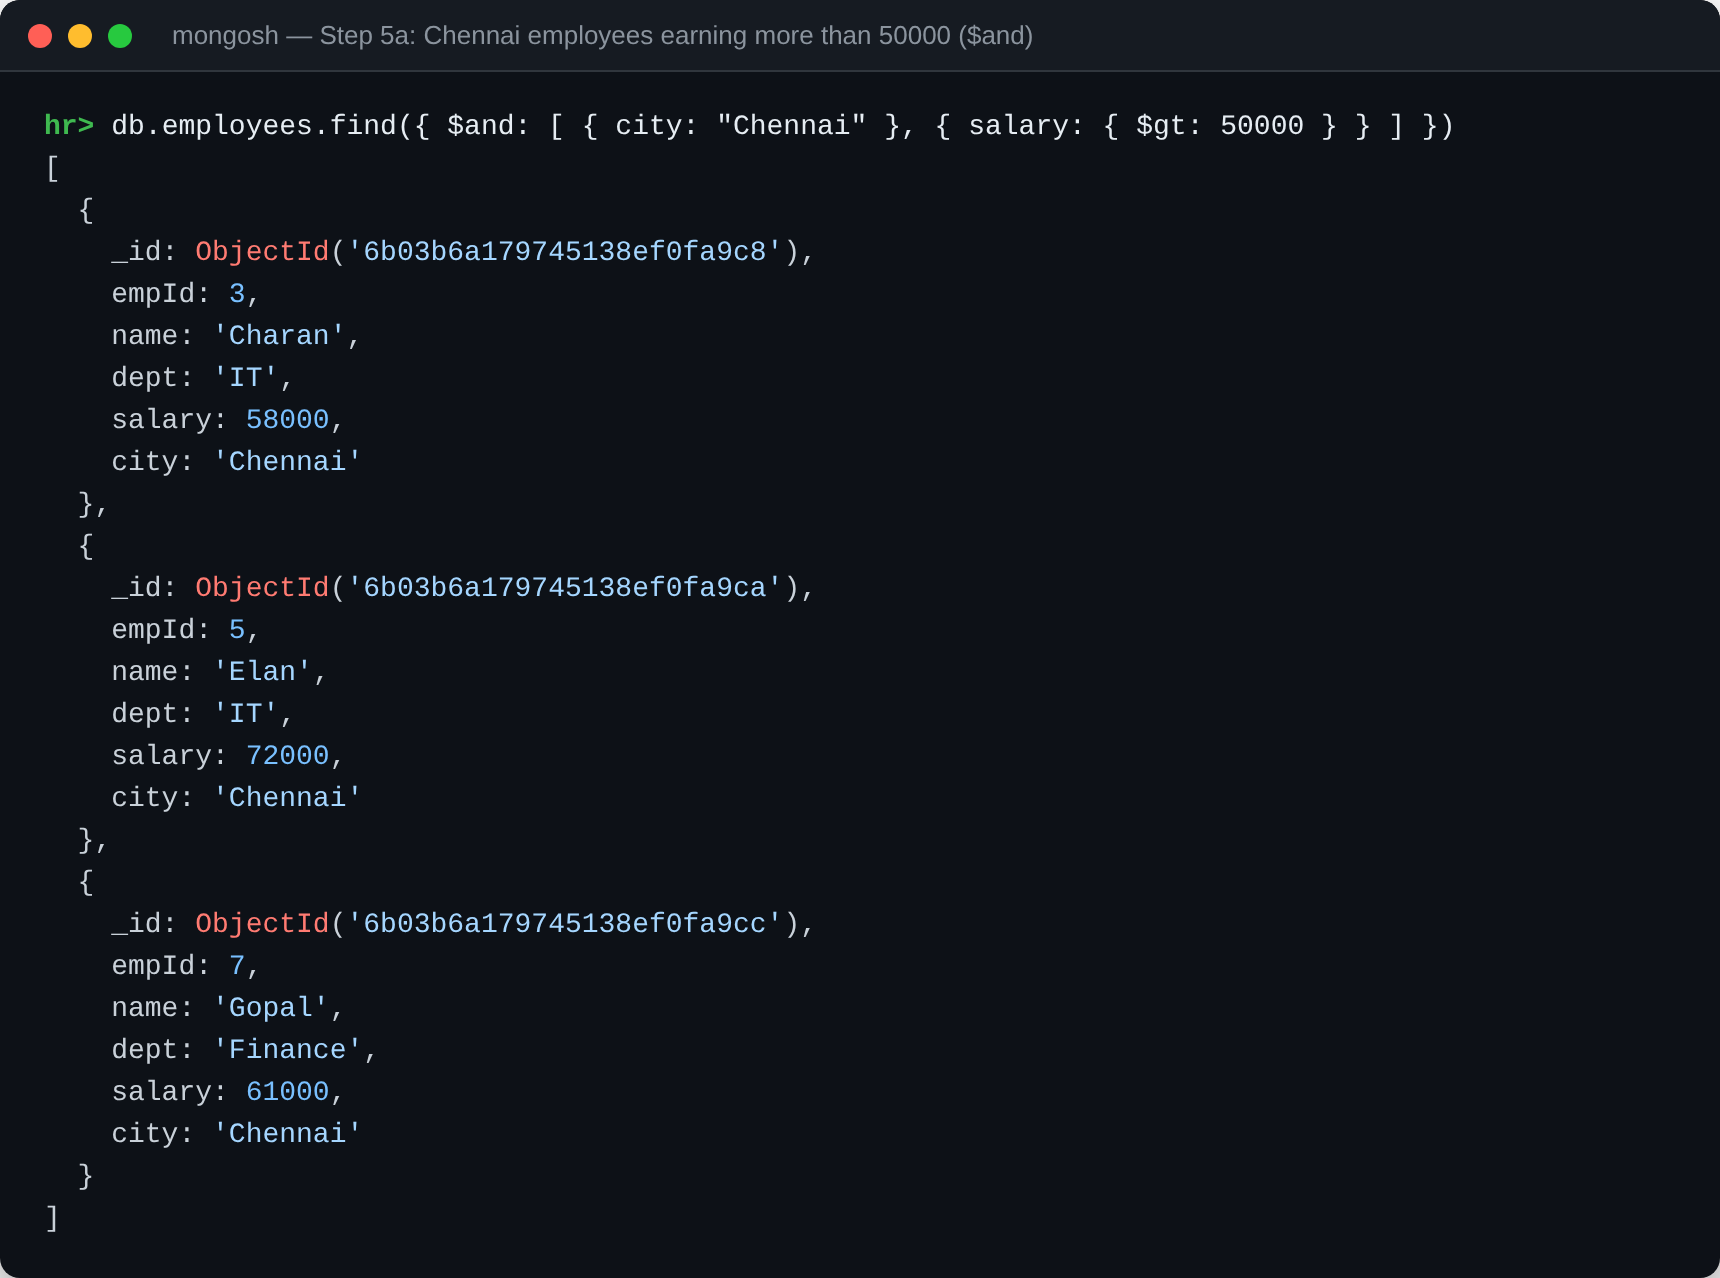 mongosh — Step 5a: Chennai employees earning more than 50000 ($and)
hr> db.employees.find({ $and: [ { city: "Chennai" }, { salary: { $gt: 50000 } } ] })
[
  {
    _id: ObjectId('6b03b6a179745138ef0fa9c8'),
    empId: 3,
    name: 'Charan',
    dept: 'IT',
    salary: 58000,
    city: 'Chennai'
  },
  {
    _id: ObjectId('6b03b6a179745138ef0fa9ca'),
    empId: 5,
    name: 'Elan',
    dept: 'IT',
    salary: 72000,
    city: 'Chennai'
  },
  {
    _id: ObjectId('6b03b6a179745138ef0fa9cc'),
    empId: 7,
    name: 'Gopal',
    dept: 'Finance',
    salary: 61000,
    city: 'Chennai'
  }
]